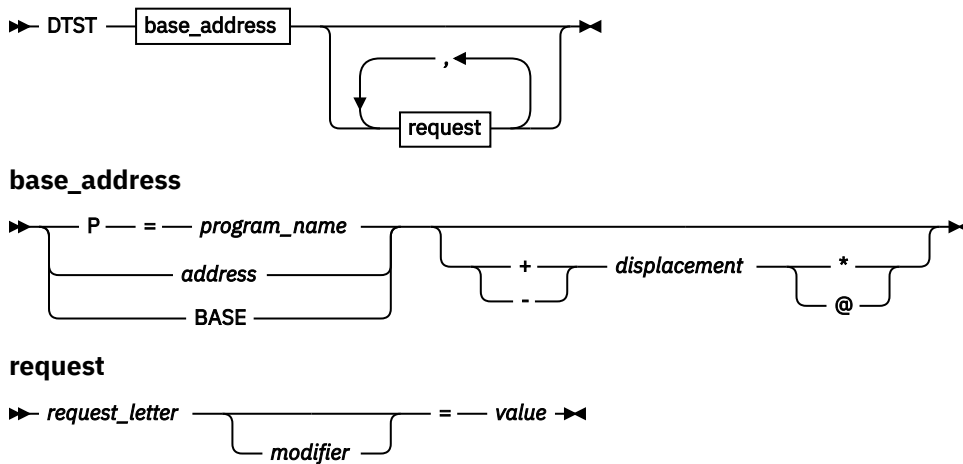 DTST base_address
,
request
base_address
P = program_name
+ displacement *
address
- @
BASE
request
request_letter = value
modifier